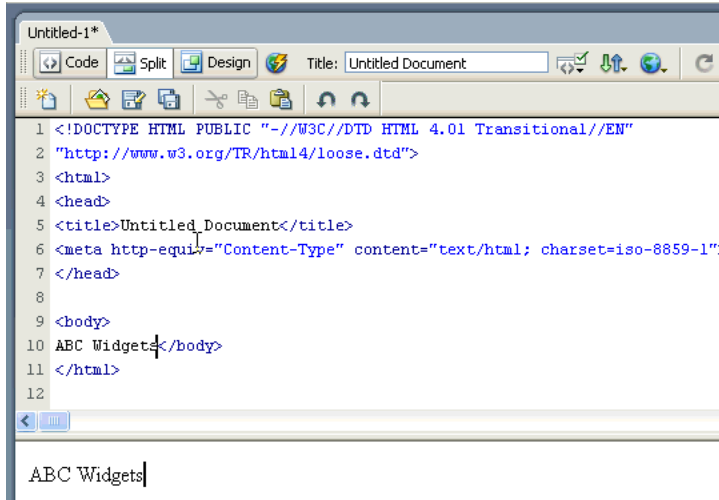 Untitled-1*
Code Split Design Title: Untitled Document
1 <!DOCTYPE HTML PUBLIC "-//W3C//DTD HTML 4.01 Transitional//EN"
2 "http://www.w3.org/TR/html4/loose.dtd">
3 <html>
4 <head>
5 <title>Untitled Document</title>
6 <meta http-equiv="Content-Type" content="text/html; charset=iso-8859-1"
7 </head>
8
9 <body>
10 ABC Widgets</body>
11 </html>
12
ABC Widgets